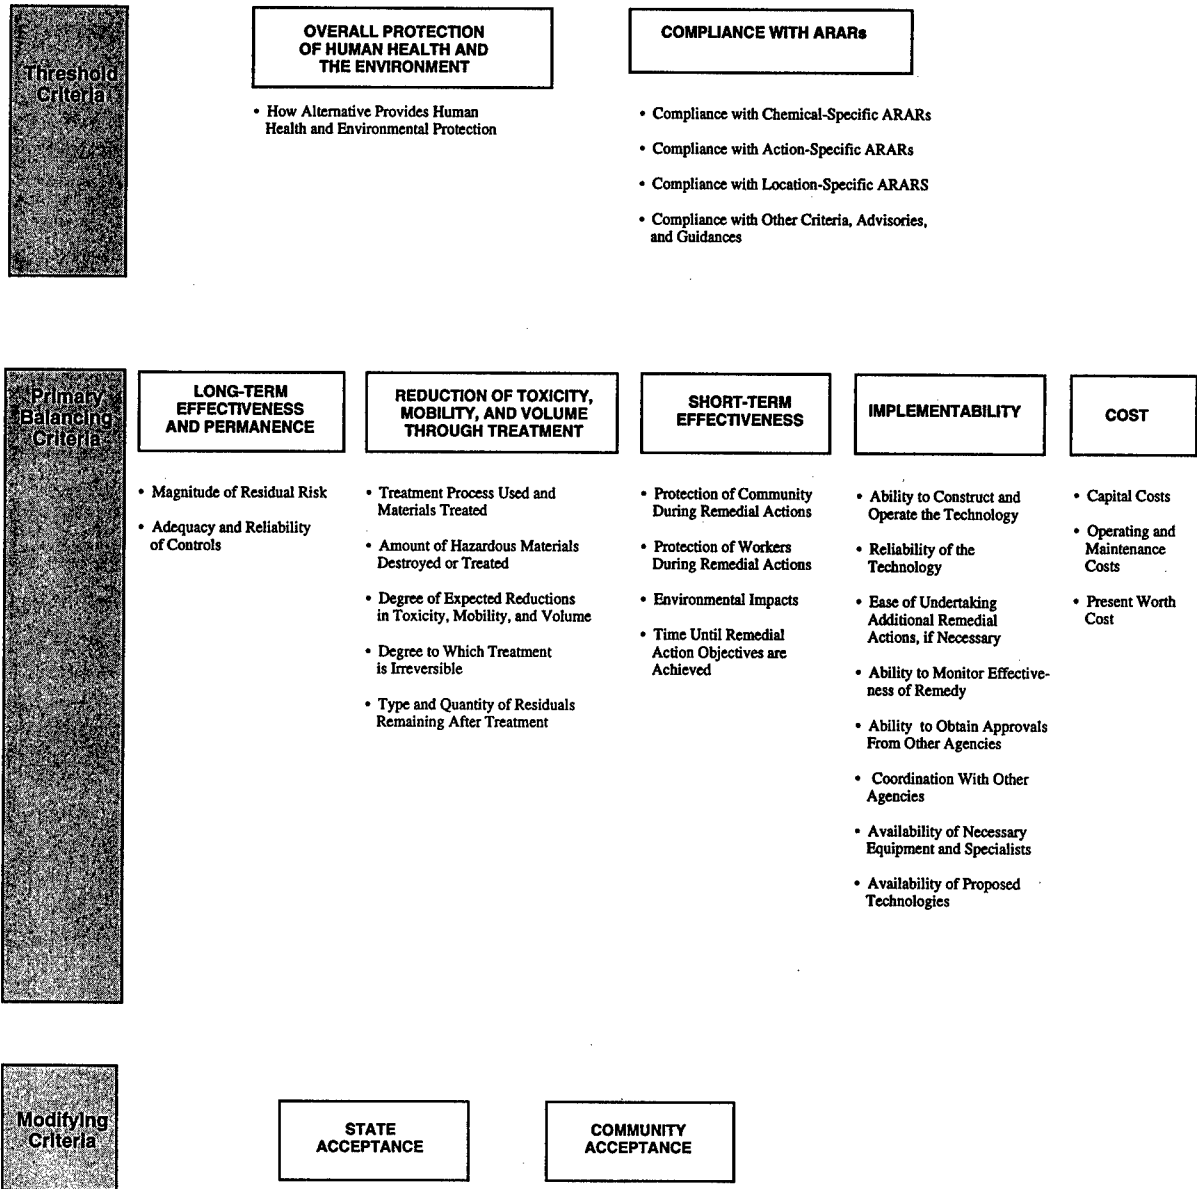 Threshold
Criteria
OVERALL PROTECTION
OF HUMAN HEALTH AND
THE ENVIRONMENT
• How Alternative Provides Human
Health and Environmental Protection
COMPLIANCE WITH ARARs
• Compliance with Chemical-Specific ARARs
• Compliance with Action-Specific ARARs
• Compliance with Location-Specific ARARS
• Compliance with Other Criteria, Advisories,
and Guidances
Primary
Balancing
Criteria
LONG-TERM
EFFECTIVENESS
AND PERMANENCE
• Magnitude of Residual Risk
• Adequacy and Reliability
of Controls
REDUCTION OF TOXICITY,
MOBILITY, AND VOLUME
THROUGH TREATMENT
• Treatment Process Used and
Materials Treated
• Amount of Hazardous Materials
Destroyed or Treated
• Degree of Expected Reductions
in Toxicity, Mobility, and Volume
• Degree to Which Treatment
is Irreversible
• Type and Quantity of Residuals
Remaining After Treatment
SHORT-TERM
EFFECTIVENESS
• Protection of Community
During Remedial Actions
• Protection of Workers
During Remedial Actions
• Environmental Impacts
• Time Until Remedial
Action Objectives are
Achieved
IMPLEMENTABILITY
• Ability to Construct and
Operate the Technology
• Reliability of the
Technology
• Ease of Undertaking
Additional Remedial
Actions, if Necessary
• Ability to Monitor Effective-
ness of Remedy
• Ability to Obtain Approvals
From Other Agencies
• Coordination With Other
Agencies
• Availability of Necessary
Equipment and Specialists
• Availability of Proposed
Technologies
COST
• Capital Costs
• Operating and
Maintenance
Costs
• Present Worth
Cost
Modifying
Criteria
STATE
ACCEPTANCE
COMMUNITY
ACCEPTANCE